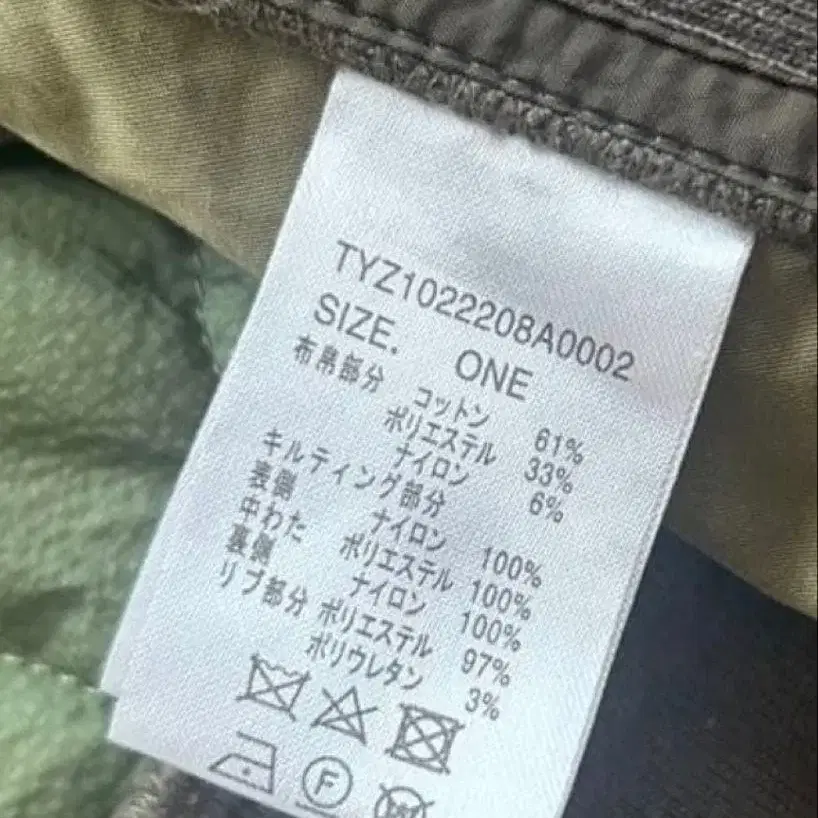 TYZ1022208A0002
SIZE. ONE
布帛部分 コットン 61%
ポリエステル 33%
ナイロン 6%
キルティング部分
表側 ナイロン 100%
中わた ポリエステル 100%
裏側 ナイロン 100%
リブ部分 ポリエステル 97%
ポリウレタン 3%
F